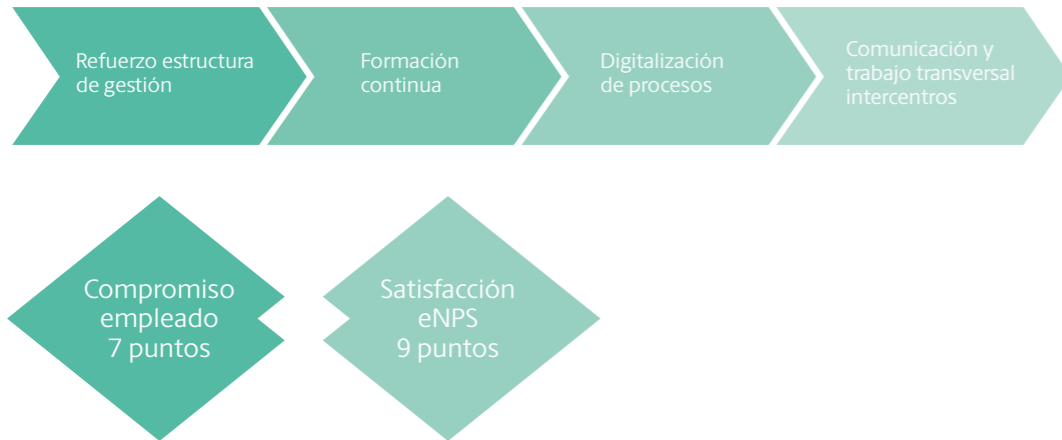 Refuerzo estructura
de gestión
Formación
continua
Digitalización
de procesos
Comunicación y
trabajo transversal
intercentros
Compromiso
empleado
7 puntos
Satisfacción
eNPS
9 puntos